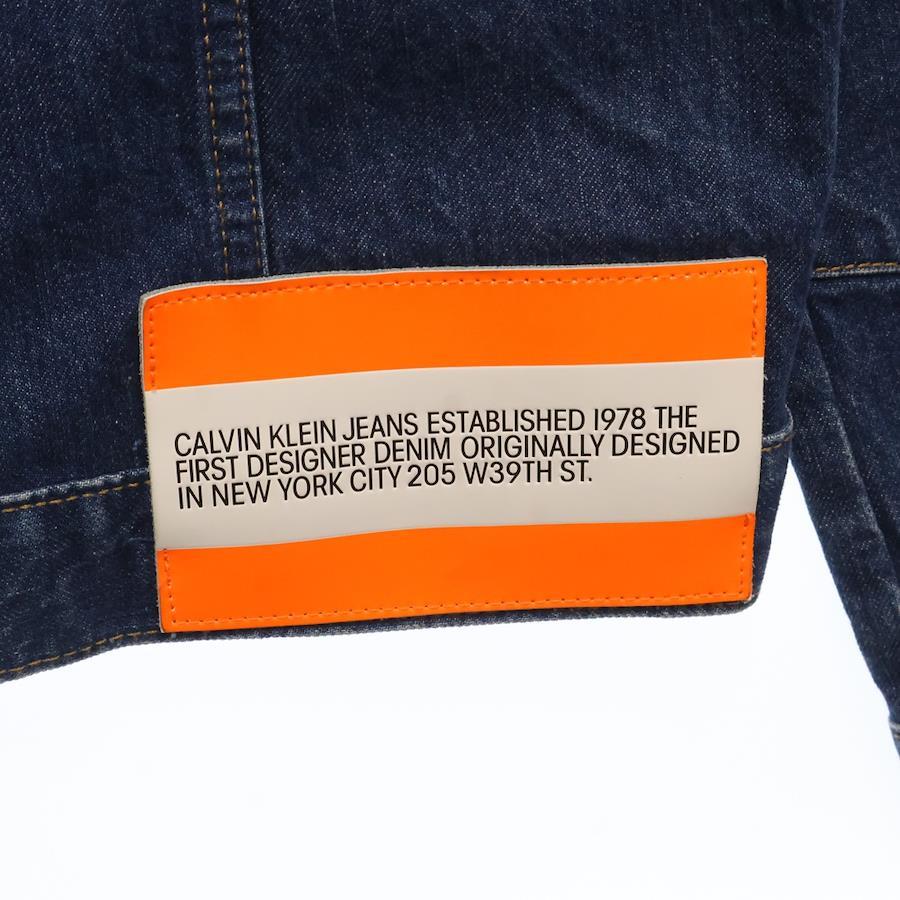 CALVIN KLEIN JEANS ESTABLISHED 1978 THE
FIRST DESIGNER DENIM ORIGINALLY DESIGNED
IN NEW YORK CITY 205 W39TH ST.